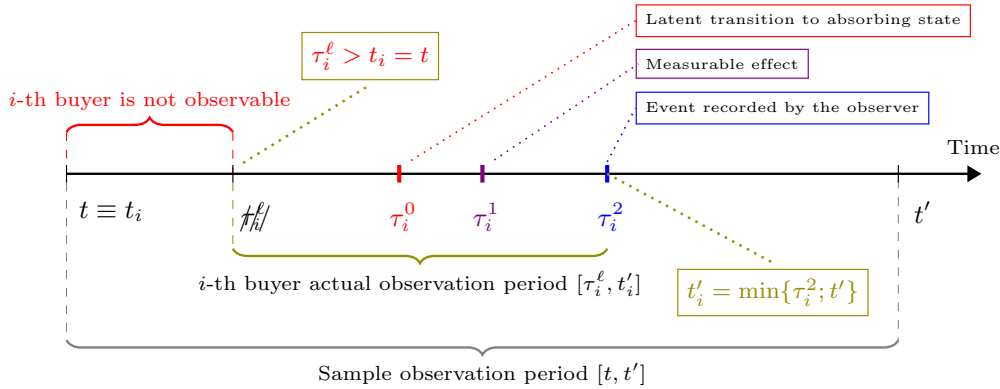 Latent transition to absorbing state
τ_i^ℓ > t_i = t
Measurable effect
i-th buyer is not observable
Event recorded by the observer
Time
t ≡ t_i
τ_i^0
τ_i^1
τ_i^2
t′
i-th buyer actual observation period [τ_i^ℓ, t′_i]
t′_i = min{τ_i^2; t′}
Sample observation period [t, t′]